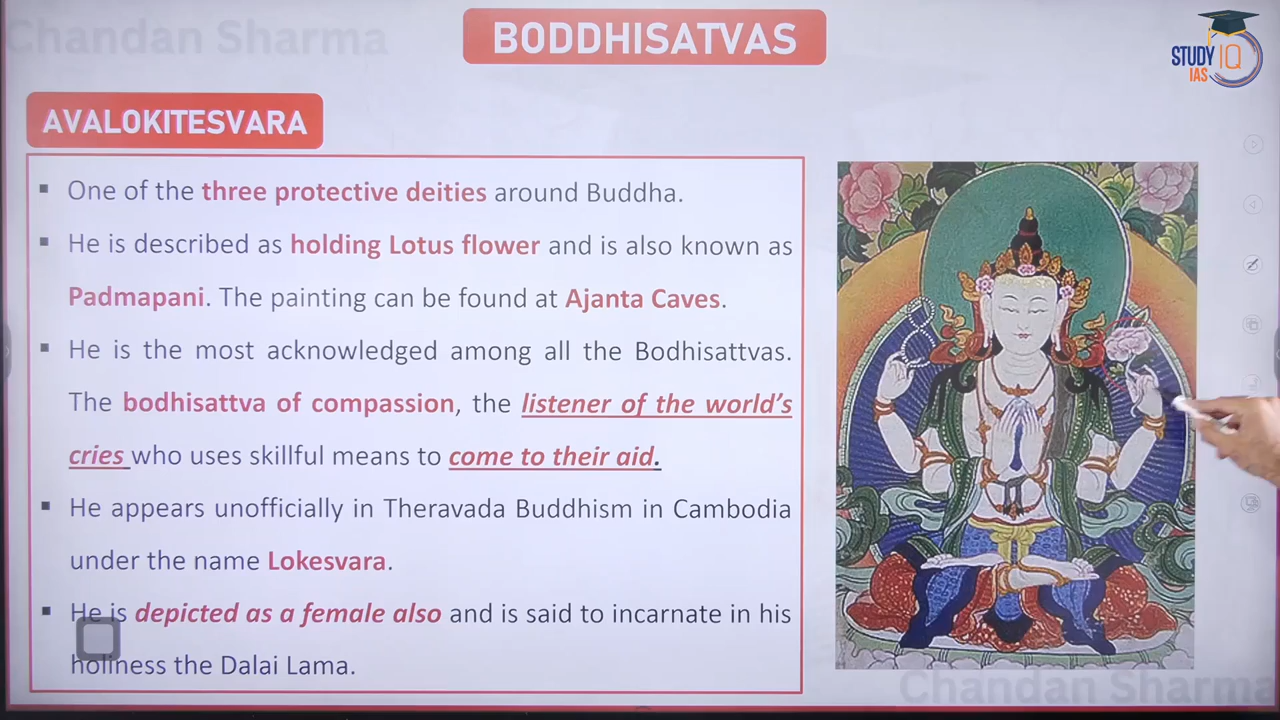 Chandan Sharma
BODDHISATVAS
STUDY IQ
IAS
AVALOKITESVARA
▪ One of the three protective deities around Buddha.
▪ He is described as holding Lotus flower and is also known as
Padmapani. The painting can be found at Ajanta Caves.
▪ He is the most acknowledged among all the Bodhisattvas.
The bodhisattva of compassion, the listener of the world's
cries who uses skillful means to come to their aid.
▪ He appears unofficially in Theravada Buddhism in Cambodia
under the name Lokesvara.
▪ He is depicted as a female also and is said to incarnate in his
holiness the Dalai Lama.
Chandan Sharma